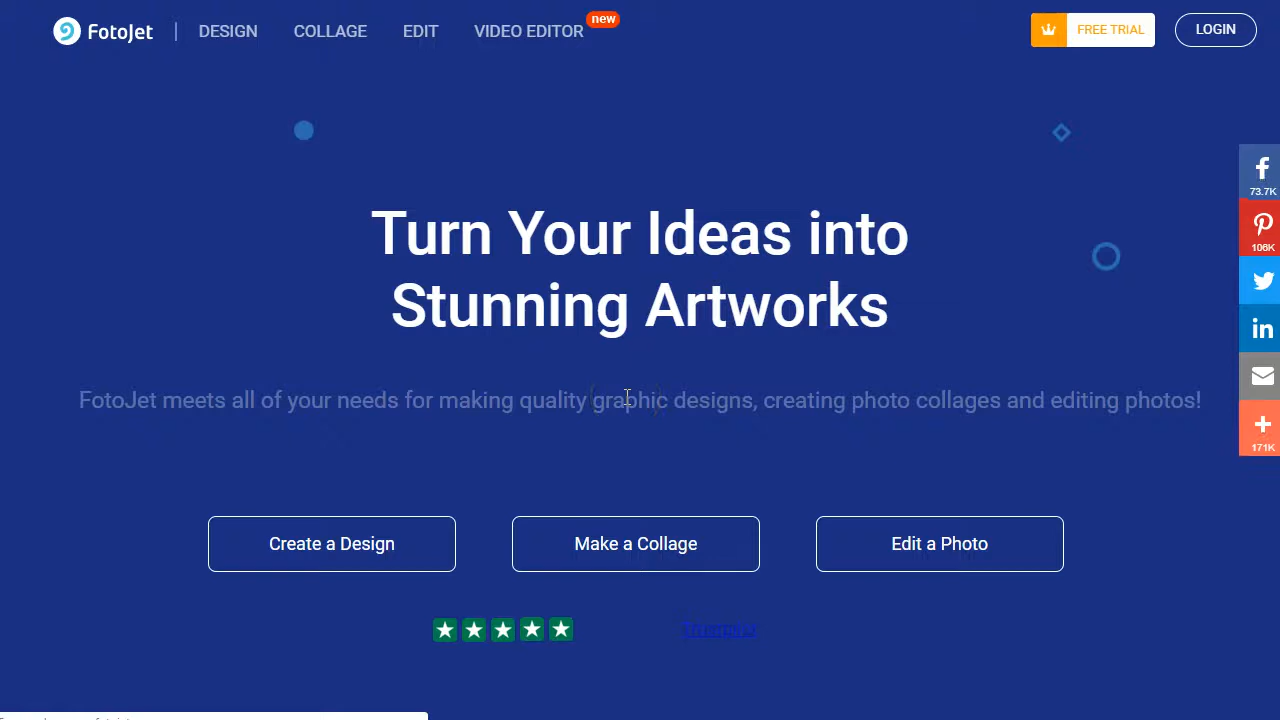 FotoJet
DESIGN
COLLAGE
EDIT
VIDEO EDITOR
new
FREE TRIAL
LOGIN
Turn Your Ideas into
Stunning Artworks
FotoJet meets all of your needs for making quality graphic designs, creating photo collages and editing photos!
73.7K
106K
171K
Create a Design
Make a Collage
Edit a Photo
Trustpilot